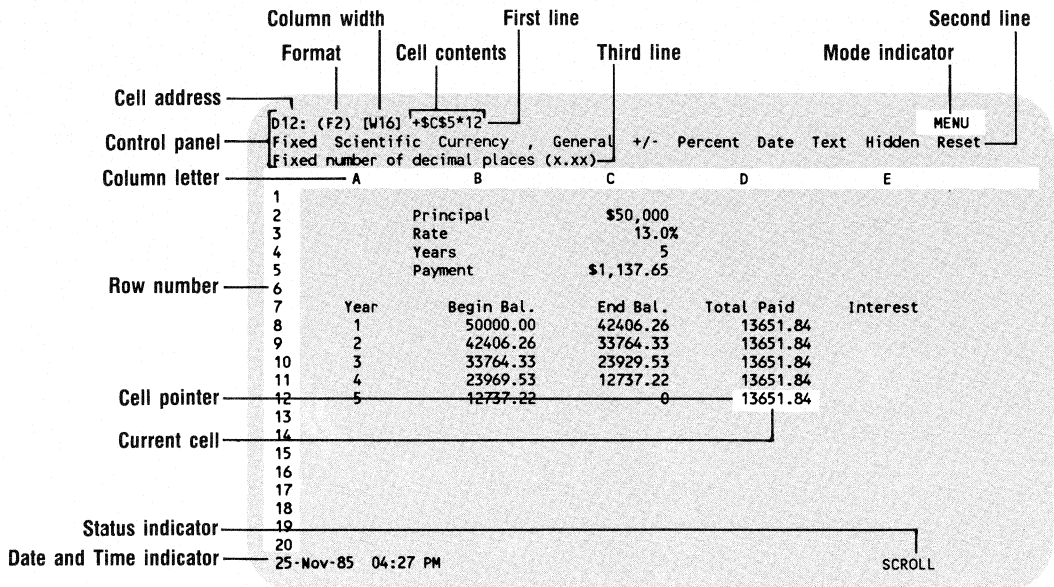 Column width First line Second line
Format Cell contents Third line Mode indicator
Cell address
D12: (F2) [W16] +$C$5*12 MENU
Control panel Fixed Scientific Currency , General +/- Percent Date Text Hidden Reset
Fixed number of decimal places (x.xx)
Column letter A B C D E
1
2 Principal $50,000
3 Rate 13.0%
4 Years 5
5 Payment $1,137.65
Row number 6
7 Year Begin Bal. End Bal. Total Paid Interest
8 1 50000.00 42406.26 13651.84
9 2 42406.26 33764.33 13651.84
10 3 33764.33 23929.53 13651.84
11 4 23969.53 12737.22 13651.84
Cell pointer 12 5 12737.22 0 13651.84
13
Current cell 14
15
16
17
18
Status indicator 19
20
Date and Time indicator 25-Nov-85 04:27 PM SCROLL